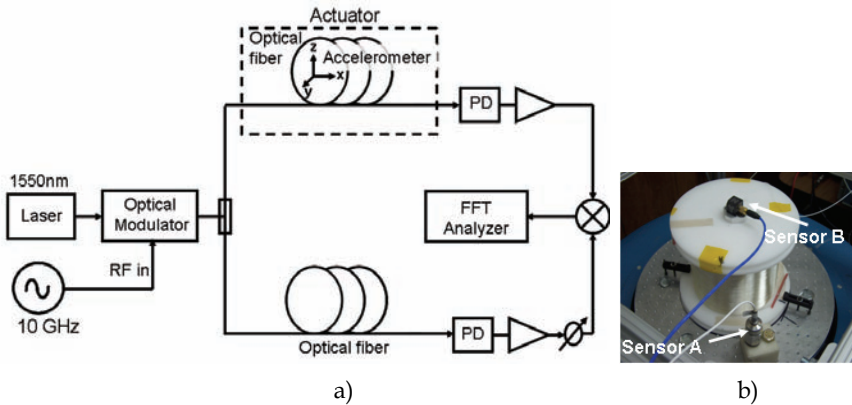 Actuator
Optical
fiber
Accelerometer
z
x
y
PD
1550nm
Laser
Optical
Modulator
RF in
10 GHz
FFT
Analyzer
Optical fiber
PD
Sensor B
Sensor A
a)
b)